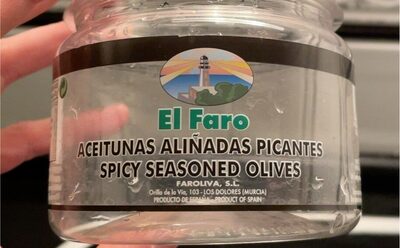 El Faro
ACEITUNAS ALIÑADAS PICANTES
SPICY SEASONED OLIVES
FAROLIVA, S.L.
Orilla de la Vía, 103 - LOS DOLORES (MURCIA)
PRODUCTO DE ESPAÑA - PRODUCT OF SPAIN